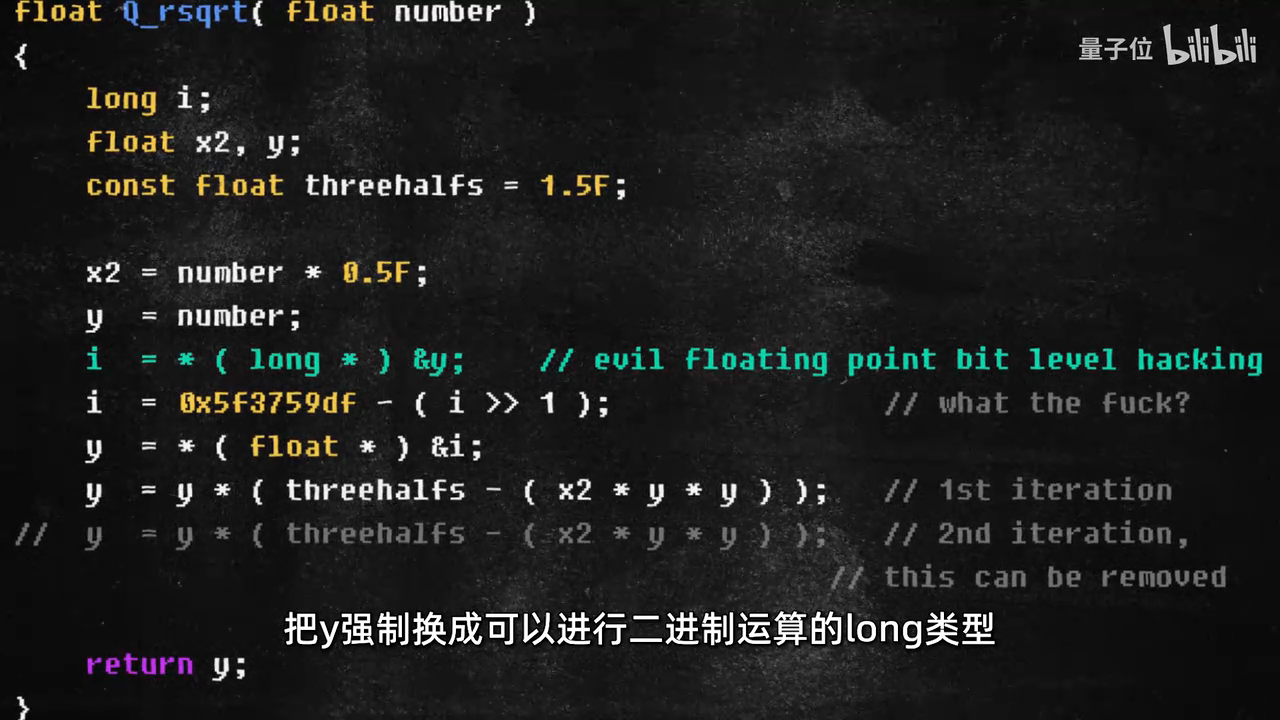 float Q_rsqrt( float number )
量子位 bilibili
{
long i;
float x2, y;
const float threehalfs = 1.5F;
x2 = number * 0.5F;
y = number;
i = * ( long * ) &y; // evil floating point bit level hacking
i = 0x5f3759df - ( i >> 1 ); // what the fuck?
y = * ( float * ) &i;
y = y * ( threehalfs - ( x2 * y * y ) ); // 1st iteration
// y = y * ( threehalfs - ( x2 * y * y ) ); // 2nd iteration,
// this can be removed
把y强制换成可以进行二进制运算的long类型
return y;
}